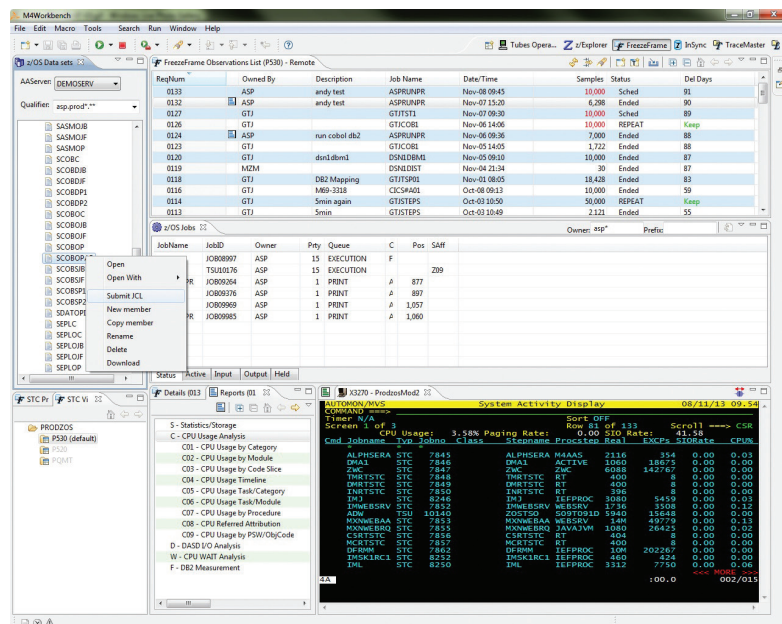 M4Workbench
File Edit Macro Tools Search Run Window Help
Tubes Opera... z/Explorer FreezeFrame InSync TraceMaster
z/OS Data sets
AAServer: DEMOSERV
Qualifier: asp.prod*.**
SASMOJB
SASMOJF
SASMOP
SCOBC
SCOBDJB
SCOBDJF
SCOBDP1
SCOBDP2
SCOBOC
SCOBOJB
SCOBOJF
SCOBOP
SCOBSJB
SCOBSJF
SCOBSP1
SCOBSP2
SEPLC
SEPLOC
SEPLOJB
SEPLOJF
SEPLOP
Open
Open With
Submit JCL
New member
Copy member
Rename
Delete
Download
FreezeFrame Observations List (P530) - Remote
ReqNum Owned By Description Job Name Date/Time Samples Status Del Days
0133 ASP andy test ASPRUNPR Nov-08 09:45 10,000 Sched 91
0132 ASP andy test ASPRUNPR Nov-07 15:20 6,298 Ended 90
0127 GTJ GTJTST1 Nov-07 09:30 10,000 Sched 89
0126 GTJ GTJCOB1 Nov-06 14:06 10,000 REPEAT Keep
0124 ASP run cobol db2 ASPRUNPR Nov-06 09:36 7,000 Ended 88
0123 GTJ GTJCOB1 Nov-05 14:05 1,722 Ended 88
0120 GTJ dsn1dbm1 DSN1DBM1 Nov-05 09:10 10,000 Ended 87
0119 MZM DSN1DIST Nov-04 21:34 30 Ended 87
0118 GTJ DB2 Mapping GTJTSP01 Nov-01 08:05 18,428 Ended 83
0116 GTJ M69-3318 CICSAA01 Oct-08 09:13 10,000 Ended 59
0114 GTJ 5min again GTJSTEPS Oct-03 10:50 50,000 REPEAT Keep
0113 GTJ 5min GTJSTEPS Oct-03 10:49 2,121 Ended 55
z/OS Jobs Owner: asp* Prefix:
JobName JobID Owner Prty Queue C Pos SAff
JOB08997 ASP 15 EXECUTION F
TSU10176 ASP 15 EXECUTION Z09
PR JOB09264 ASP 1 PRINT A 877
JOB09376 ASP 1 PRINT A 897
JOB09969 ASP 1 PRINT A 1,057
PR JOB09985 ASP 1 PRINT A 1,060
Status Active Input Output Held
STC Pr STC Vi
PRODZOS
P530 (default)
P520
PQMT
Details (013 Reports (01
S - Statistics/Storage
C - CPU Usage Analysis
C01 - CPU Usage by Category
C02 - CPU Usage by Module
C03 - CPU Usage by Code Slice
C04 - CPU Usage Timeline
C05 - CPU Usage Task/Category
C06 - CPU Usage Task/Module
C07 - CPU Usage by Procedure
C08 - CPU Referred Attribution
C09 - CPU Usage by PSW/ObjCode
D - DASD I/O Analysis
W - CPU WAIT Analysis
F - DB2 Measurement
X3270 - ProdzosMod2
AUTOMON/MVS System Activity Display 08/11/13 09.54
COMMAND ===>
Timer N/A Sort OFF
Screen 1 of 3 Row 81 of 133 Scroll ===> CSR
CPU Usage: 3.58% Paging Rate: 0.00 SIO Rate: 41.58
Cmd Jobname Typ Jobno Class Stepname Procstep Real EXCPs SIORate CPU%
ALPHSERA STC 7845 ALPHSERA M4AAS 2116 354 0.00 0.03
DMA1 STC 7846 DMA1 ACTIVE 1060 18675 0.00 0.00
ZWC STC 7847 ZWC ZWC 6088 142767 0.00 0.00
TMRTSTC STC 7848 TMRTSTC RT 400 8 0.00 0.00
DMRTSTC STC 7849 DMRTSTC RT 400 8 0.00 0.00
INRTSTC STC 7850 INRTSTC RT 396 8 0.00 0.00
IMJ STC 8246 IMJ IEFPROC 3080 5459 0.00 0.03
IMWEBSRV STC 7852 IMWEBSRV WEBSRV 1736 3508 0.00 0.12
ADW TSU 10140 ZOSTSO SO9T091D 5940 15648 0.00 0.00
MXNWEBAA STC 7853 MXNWEBAA WEBSRV 14M 49779 0.00 0.13
MXNWEBRQ STC 7855 MXNWEBRQ JAVAJVM 1080 26425 0.00 0.02
CSRTSTC STC 7856 CSRTSTC RT 404 8 0.00 0.00
MCRTSTC STC 7857 MCRTSTC RT 400 8 0.00 0.00
DFRMM STC 7862 DFRMM IEFPROC 10M 202267 0.00 0.00
IMSK1RC1 STC 8252 IMSK1RC1 IEFPROC 460 424 0.00 0.00
IML STC 8250 IML IEFPROC 3312 7750 0.00 0.06
<<< MORE >>>
4A :00.0 002/015